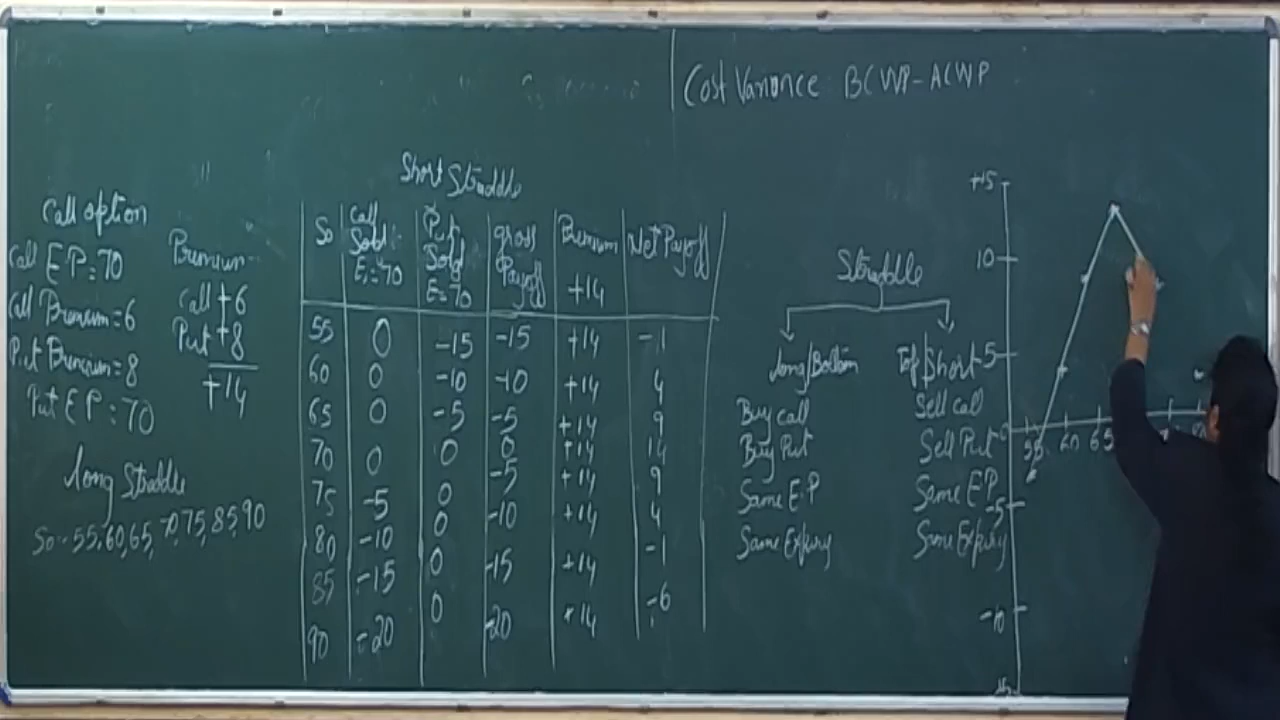 Cost Variance: BCWP-ACWP
Short Straddle
Call option
Call EP=70
Call Premium=6
Put Premium=8
Put EP=70
Premium
Call +6
Put +8
+14
Long Straddle
So - 55,60,65,70,75,85,90
So | Call Sold E=70 | Put Sold E=70 | Gross Payoff | Premium +14 | Net Payoff
55 | 0 | -15 | -15 | +14 | -1
60 | 0 | -10 | -10 | +14 | 4
65 | 0 | -5 | -5 | +14 | 9
70 | 0 | 0 | 0 | +14 | 14
75 | -5 | 0 | -5 | +14 | 9
80 | -10 | 0 | -10 | +14 | 4
85 | -15 | 0 | -15 | +14 | -1
90 | -20 | 0 | -20 | +14 | -6
Straddle
Long/Bottom
Buy Call
Buy Put
Same E.P
Same Expiry
Top/Short
Sell Call
Sell Put
Same E.P
Same Expiry
+15
10
5
0
55 60 65
-5
-10